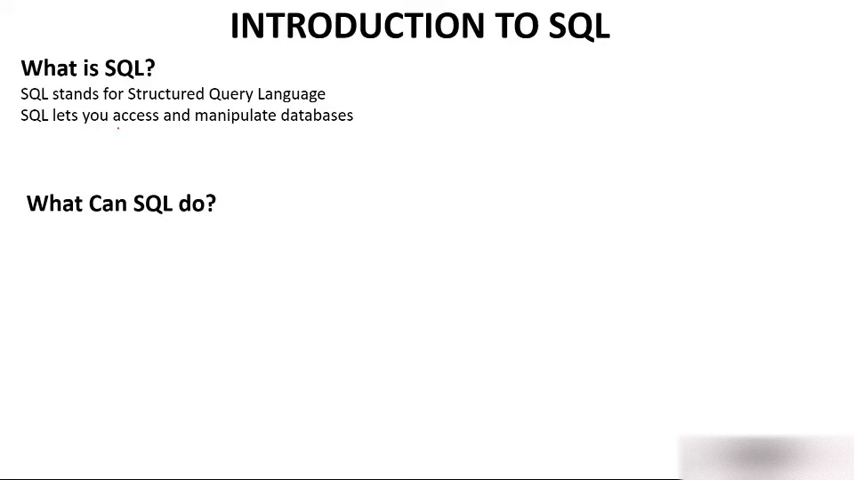 INTRODUCTION TO SQL
What is SQL?
SQL stands for Structured Query Language
SQL lets you access and manipulate databases
What Can SQL do?